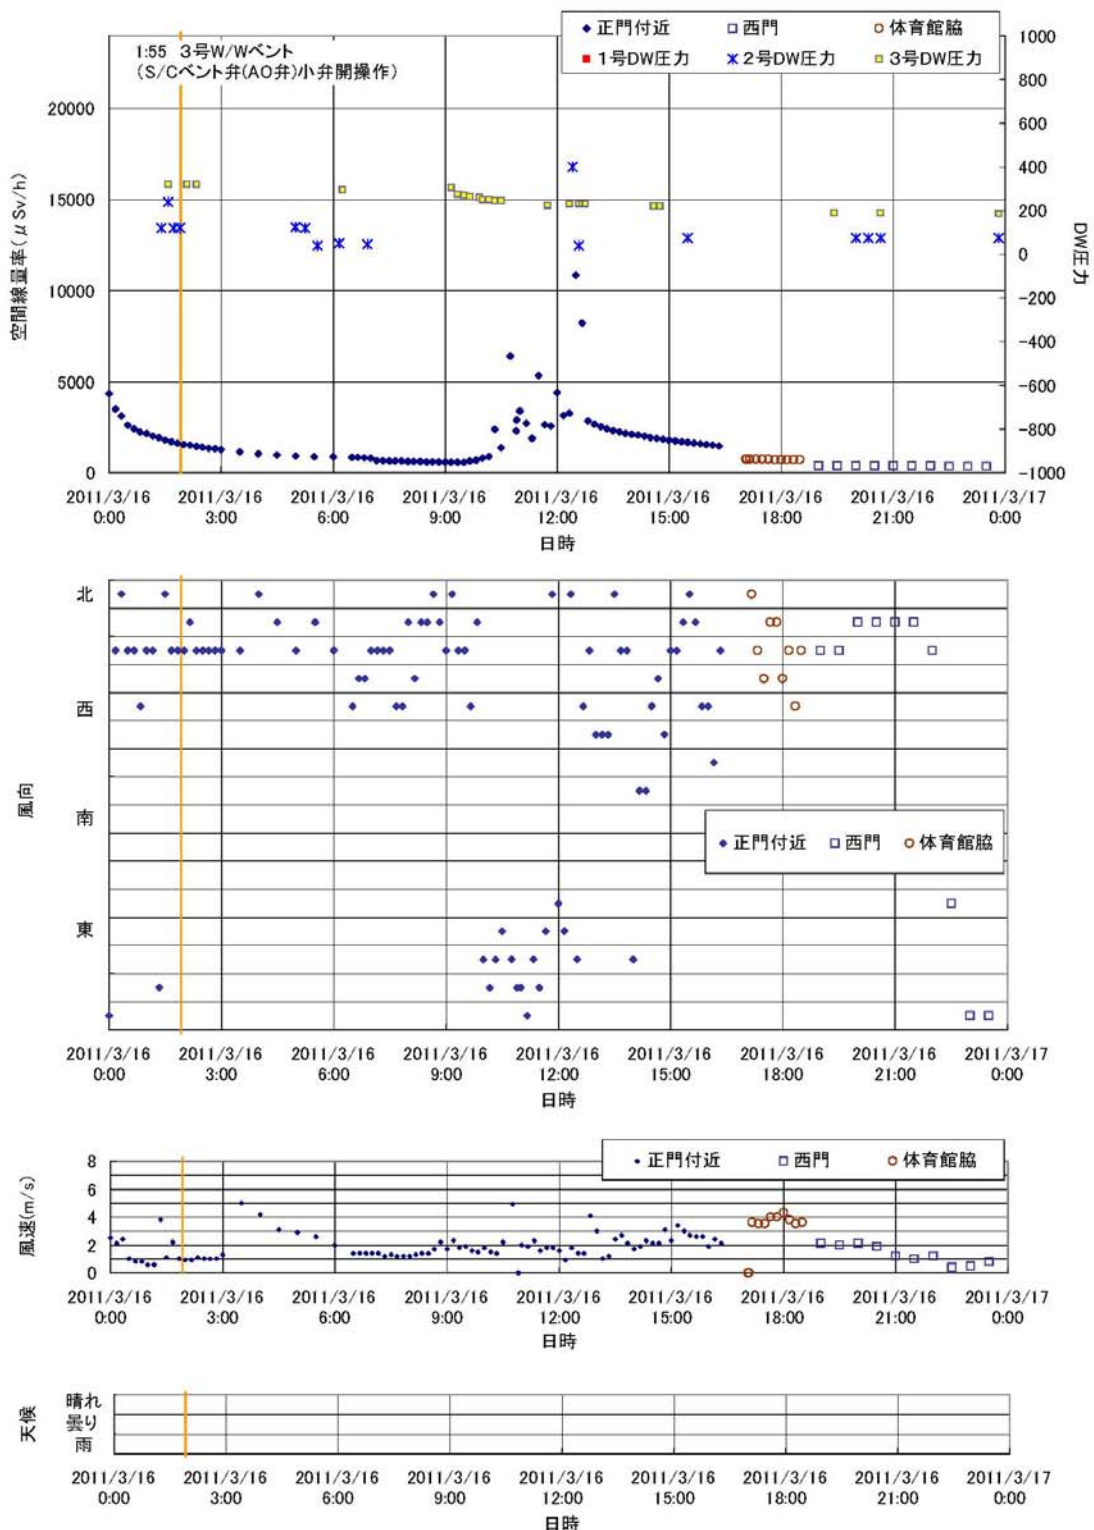 1:55 3号W/Wベント
(S/Cベント弁(AO弁)小弁開操作)
正門付近 西門 体育館脇
1号DW圧力 2号DW圧力 3号DW圧力
空間線量率(μSv/h)
20000
15000
10000
5000
0
DW圧力
1000
800
600
400
200
0
-200
-400
-600
-800
-1000
2011/3/16 2011/3/16 2011/3/16 2011/3/16 2011/3/16 2011/3/16 2011/3/16 2011/3/16 2011/3/17
0:00 3:00 6:00 9:00 12:00 15:00 18:00 21:00 0:00
日時
風向
北
西
南
東
正門付近 西門 体育館脇
2011/3/16 2011/3/16 2011/3/16 2011/3/16 2011/3/16 2011/3/16 2011/3/16 2011/3/16 2011/3/17
0:00 3:00 6:00 9:00 12:00 15:00 18:00 21:00 0:00
日時
正門付近 西門 体育館脇
風速(m/s)
8
6
4
2
0
2011/3/16 2011/3/16 2011/3/16 2011/3/16 2011/3/16 2011/3/16 2011/3/16 2011/3/16 2011/3/17
0:00 3:00 6:00 9:00 12:00 15:00 18:00 21:00 0:00
日時
天候
晴れ
曇り
雨
2011/3/16 2011/3/16 2011/3/16 2011/3/16 2011/3/16 2011/3/16 2011/3/16 2011/3/16 2011/3/17
0:00 3:00 6:00 9:00 12:00 15:00 18:00 21:00 0:00
日時